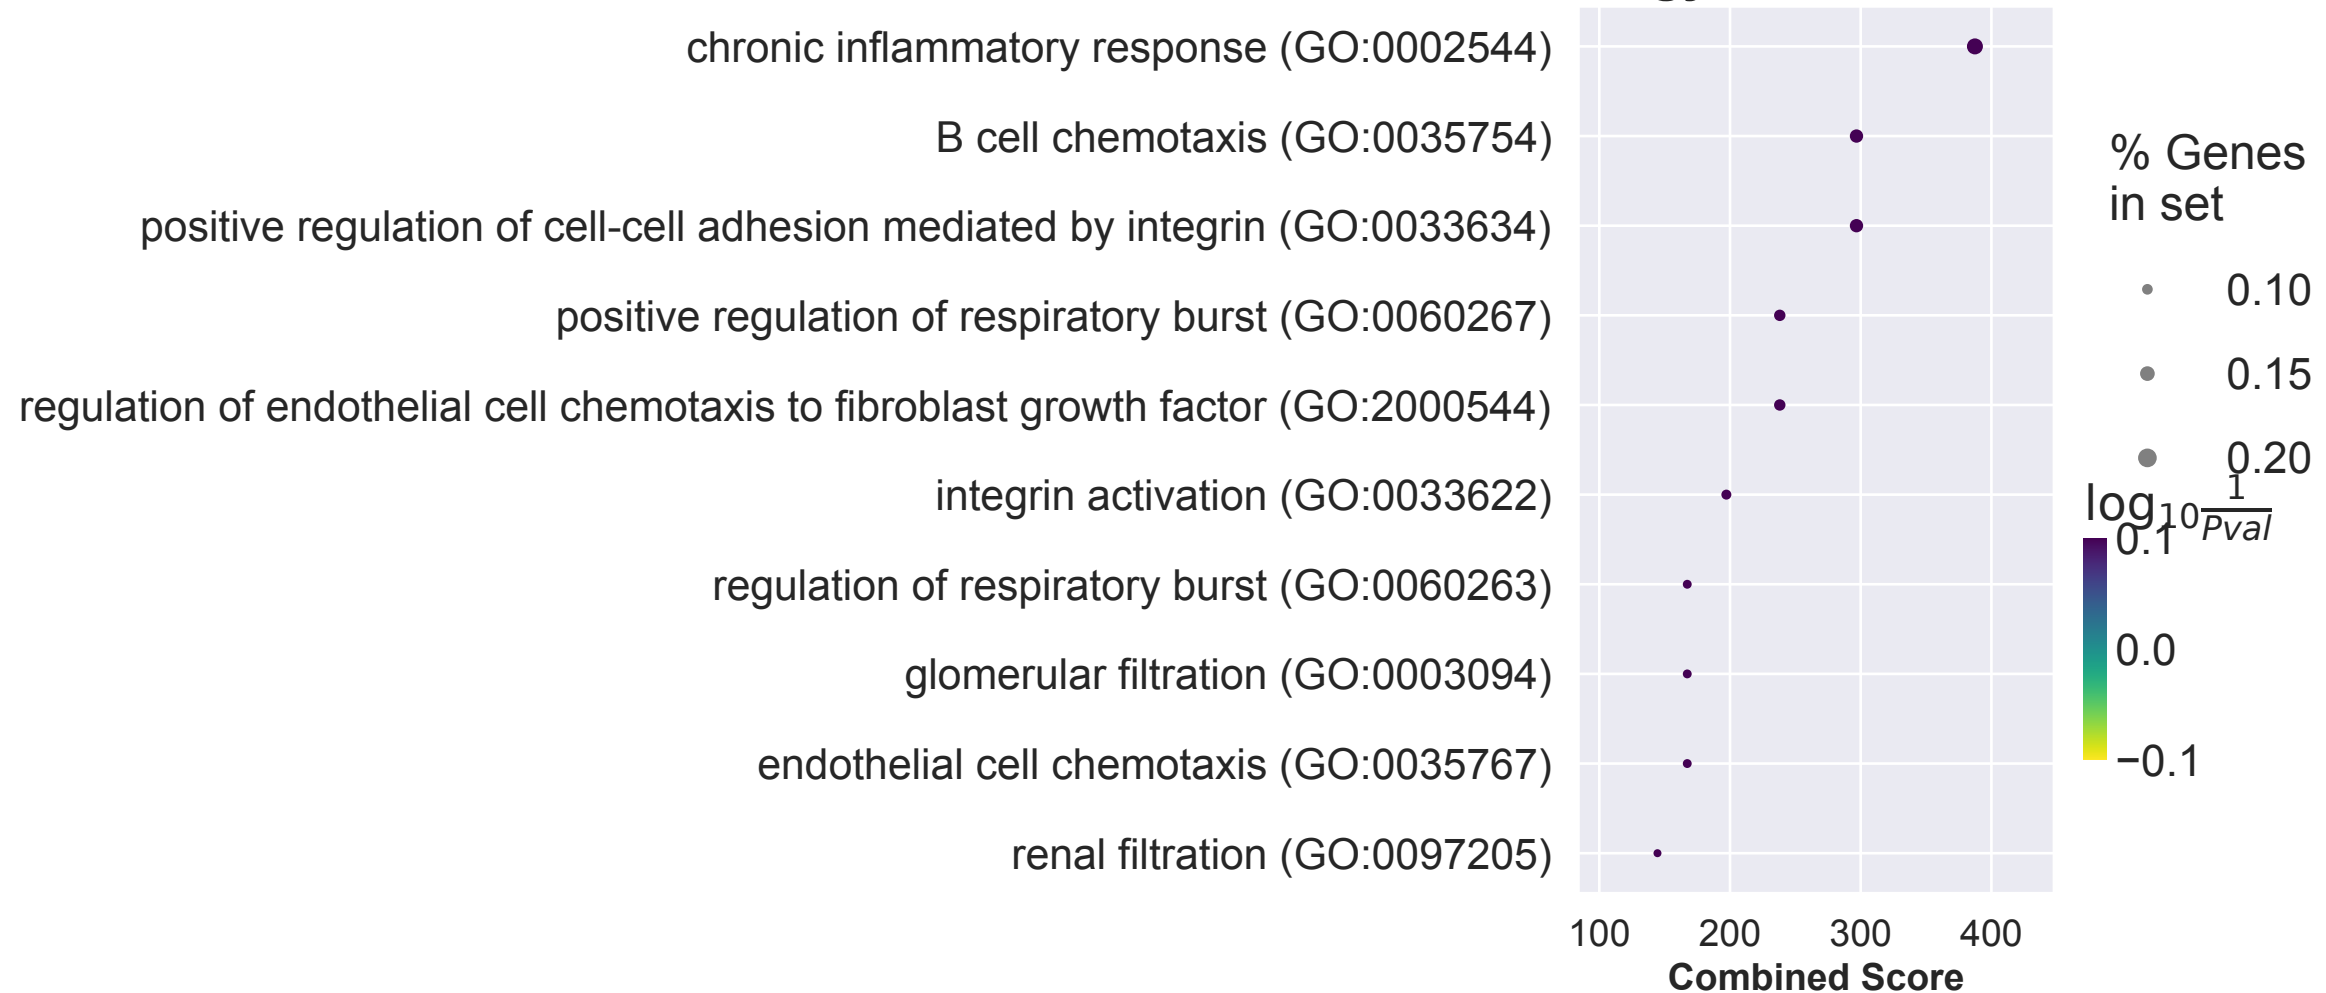 chronic inflammatory response (GO:0002544)
B cell chemotaxis (GO:0035754)
positive regulation of cell-cell adhesion mediated by integrin (GO:0033634)
positive regulation of respiratory burst (GO:0060267)
regulation of endothelial cell chemotaxis to fibroblast growth factor (GO:2000544)
integrin activation (GO:0033622)
regulation of respiratory burst (GO:0060263)
glomerular filtration (GO:0003094)
endothelial cell chemotaxis (GO:0035767)
renal filtration (GO:0097205)
100 200 300 400
Combined Score
% Genes
in set
0.10
0.15
0.20
log10 1/Pval
0.1
0.0
−0.1